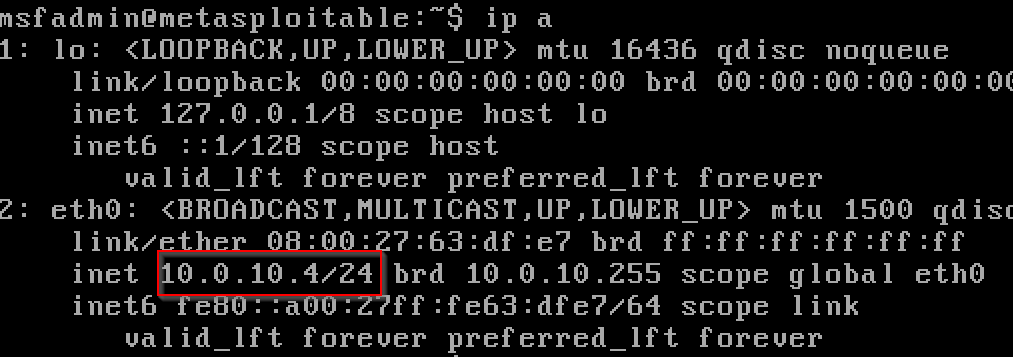 msfadmin@metasploitable:~$ ip a
1: lo: <LOOPBACK,UP,LOWER_UP> mtu 16436 qdisc noqueue
link/loopback 00:00:00:00:00:00 brd 00:00:00:00:00:00
inet 127.0.0.1/8 scope host lo
inet6 ::1/128 scope host
valid_lft forever preferred_lft forever
2: eth0: <BROADCAST,MULTICAST,UP,LOWER_UP> mtu 1500 qdisc
link/ether 08:00:27:63:df:e7 brd ff:ff:ff:ff:ff:ff
inet 10.0.10.4/24 brd 10.0.10.255 scope global eth0
inet6 fe80::a00:27ff:fe63:dfe7/64 scope link
valid_lft forever preferred_lft forever